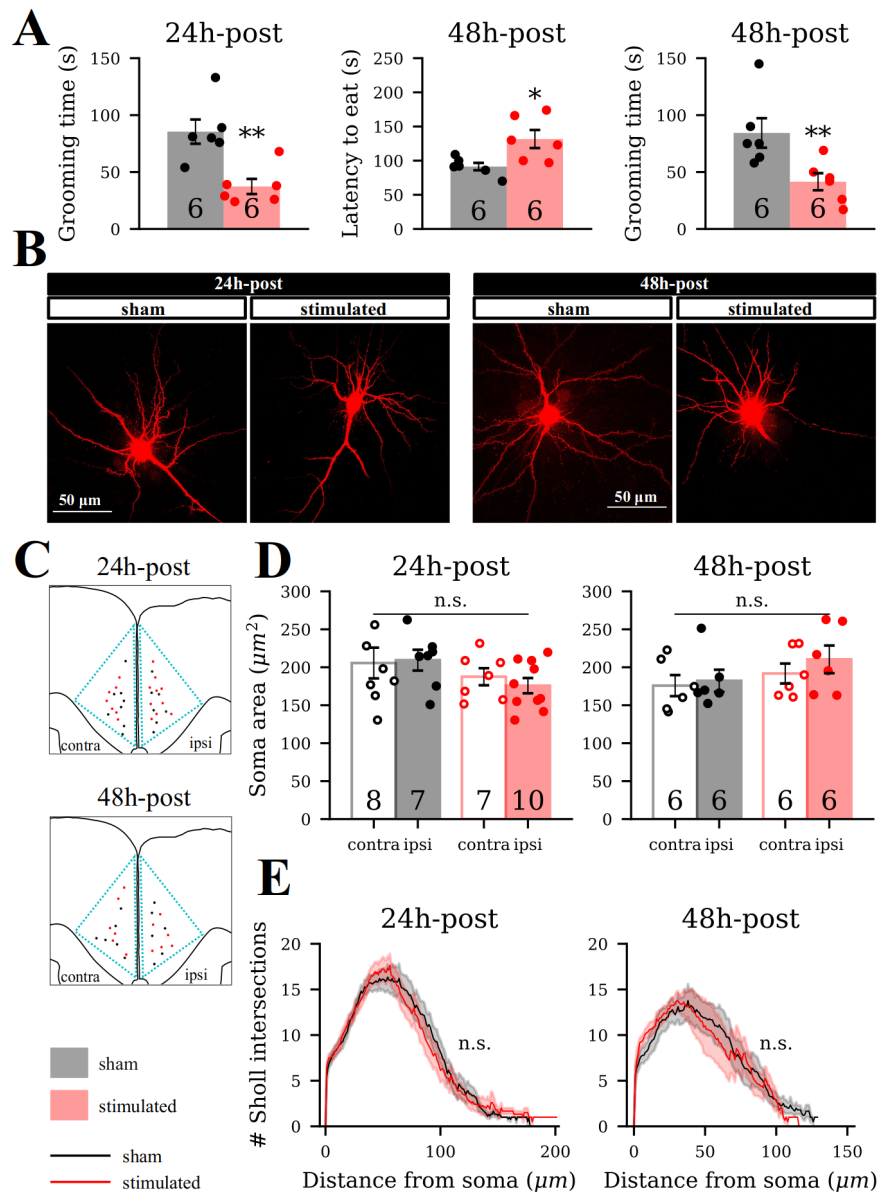 A
24h-post
48h-post
48h-post
Grooming time (s)
150
100
50
0
**
6
6
Latency to eat (s)
250
200
150
100
50
0
*
6
6
Grooming time (s)
150
100
50
0
**
6
6
B
24h-post
48h-post
sham
stimulated
sham
stimulated
50 µm
50 µm
C
24h-post
contra
ipsi
48h-post
contra
ipsi
sham
stimulated
sham
stimulated
D
24h-post
48h-post
Soma area (µm²)
300
250
200
150
100
50
0
n.s.
8
7
7
10
contra ipsi
contra ipsi
300
250
200
150
100
50
0
n.s.
6
6
6
6
contra ipsi
contra ipsi
E
24h-post
48h-post
# Sholl intersections
20
15
10
5
0
n.s.
0
100
200
Distance from soma (µm)
20
15
10
5
0
n.s.
0
50
100
150
Distance from soma (µm)